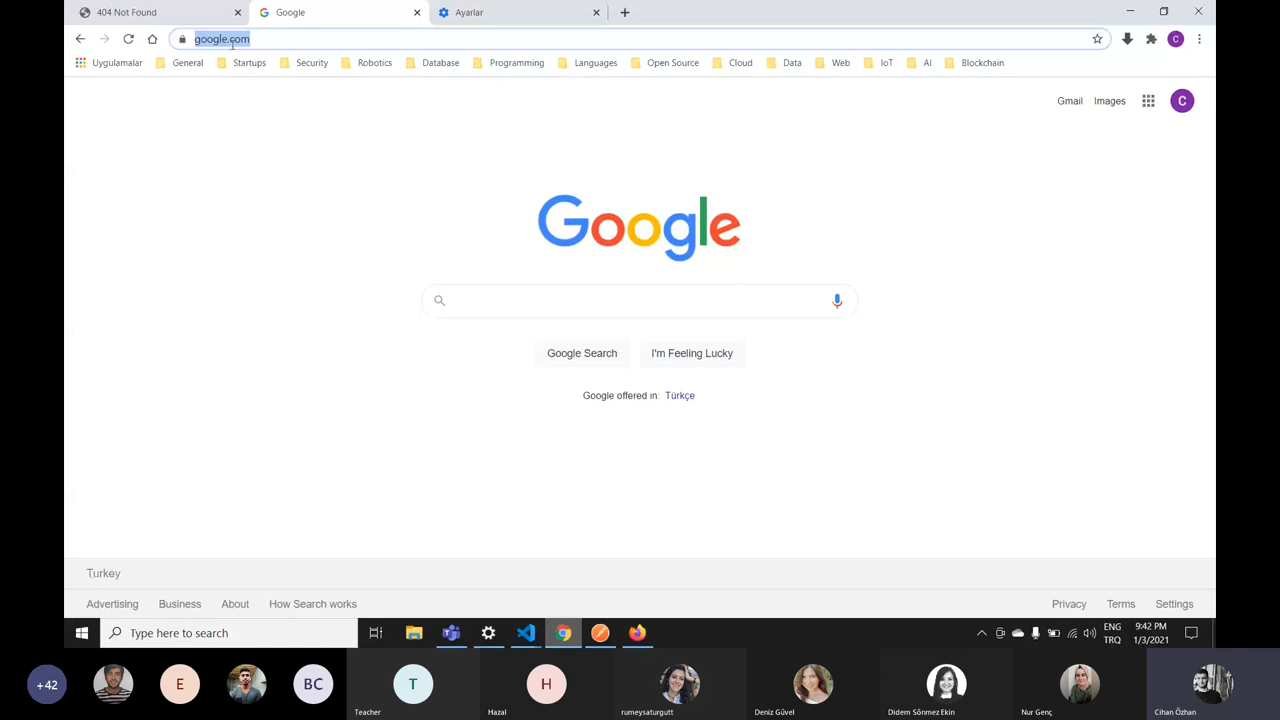 404 Not Found
Google
Ayarlar
google.com
C
Uygulamalar General Startups Security Robotics Database Programming Languages Open Source Cloud Data Web IoT AI Blockchain
Gmail Images
C
Google
Google Search I'm Feeling Lucky
Google offered in: Türkçe
Turkey
Advertising Business About How Search works Privacy Terms Settings
Type here to search
ENG
TRQ
9:42 PM
1/3/2021
+42 E BC T H
Teacher Hazal rumeysaturgutt Deniz Güvel Didem Sönmez Ekin Nur Genç Cihan Özhan